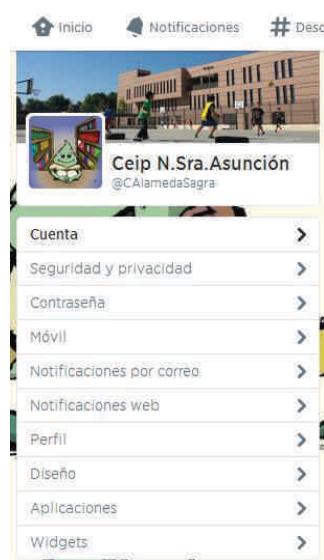 Inicio Notificaciones # Desc
Ceip N.Sra.Asunción
@CAlamedaSagra
Cuenta
Seguridad y privacidad
Contraseña
Móvil
Notificaciones por correo
Notificaciones web
Perfil
Diseño
Aplicaciones
Widgets